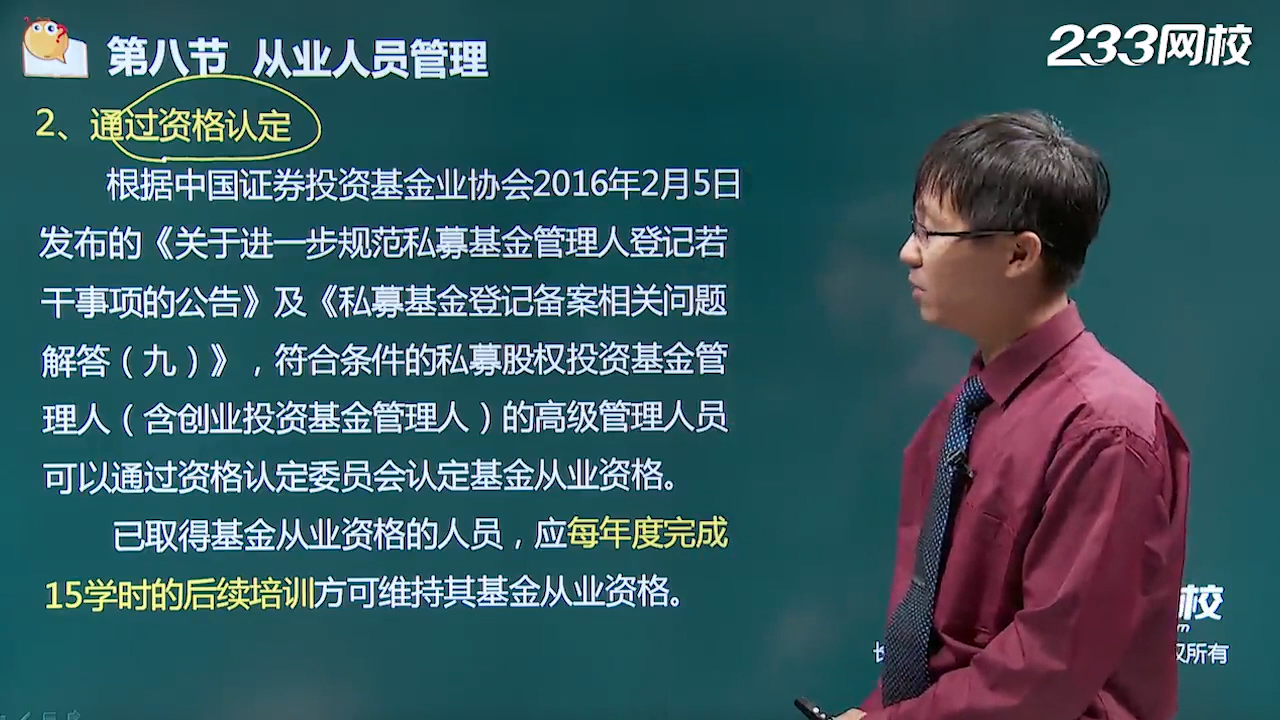 第八节 从业人员管理
233网校
2、通过资格认定
根据中国证券投资基金业协会2016年2月5日
发布的《关于进一步规范私募基金管理人登记若
干事项的公告》及《私募基金登记备案相关问题
解答（九）》，符合条件的私募股权投资基金管
理人（含创业投资基金管理人）的高级管理人员
可以通过资格认定委员会认定基金从业资格。
已取得基金从业资格的人员，应每年度完成
15学时的后续培训方可维持其基金从业资格。
校
权所有